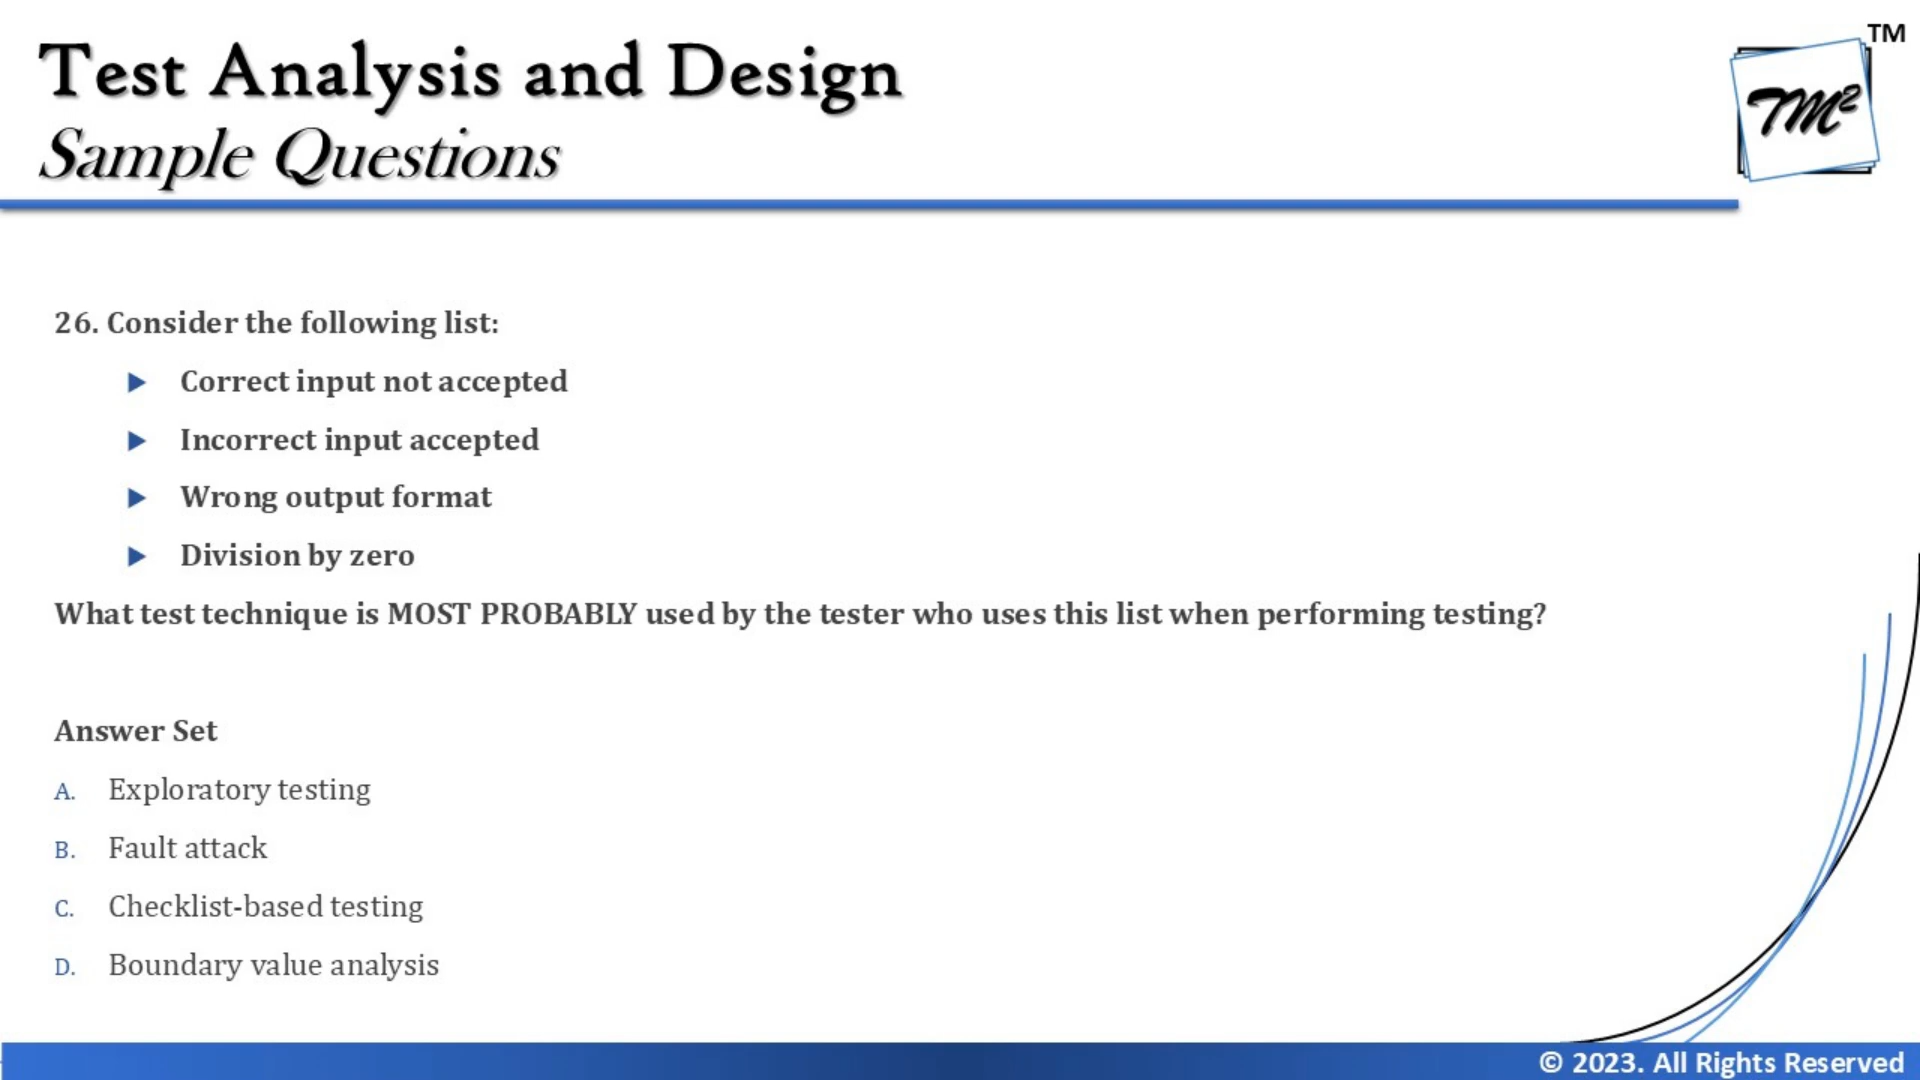 Test Analysis and Design
Sample Questions
TM
TM²
26. Consider the following list:
Correct input not accepted
Incorrect input accepted
Wrong output format
Division by zero
What test technique is MOST PROBABLY used by the tester who uses this list when performing testing?
Answer Set
A. Exploratory testing
B. Fault attack
C. Checklist-based testing
D. Boundary value analysis
© 2023. All Rights Reserved